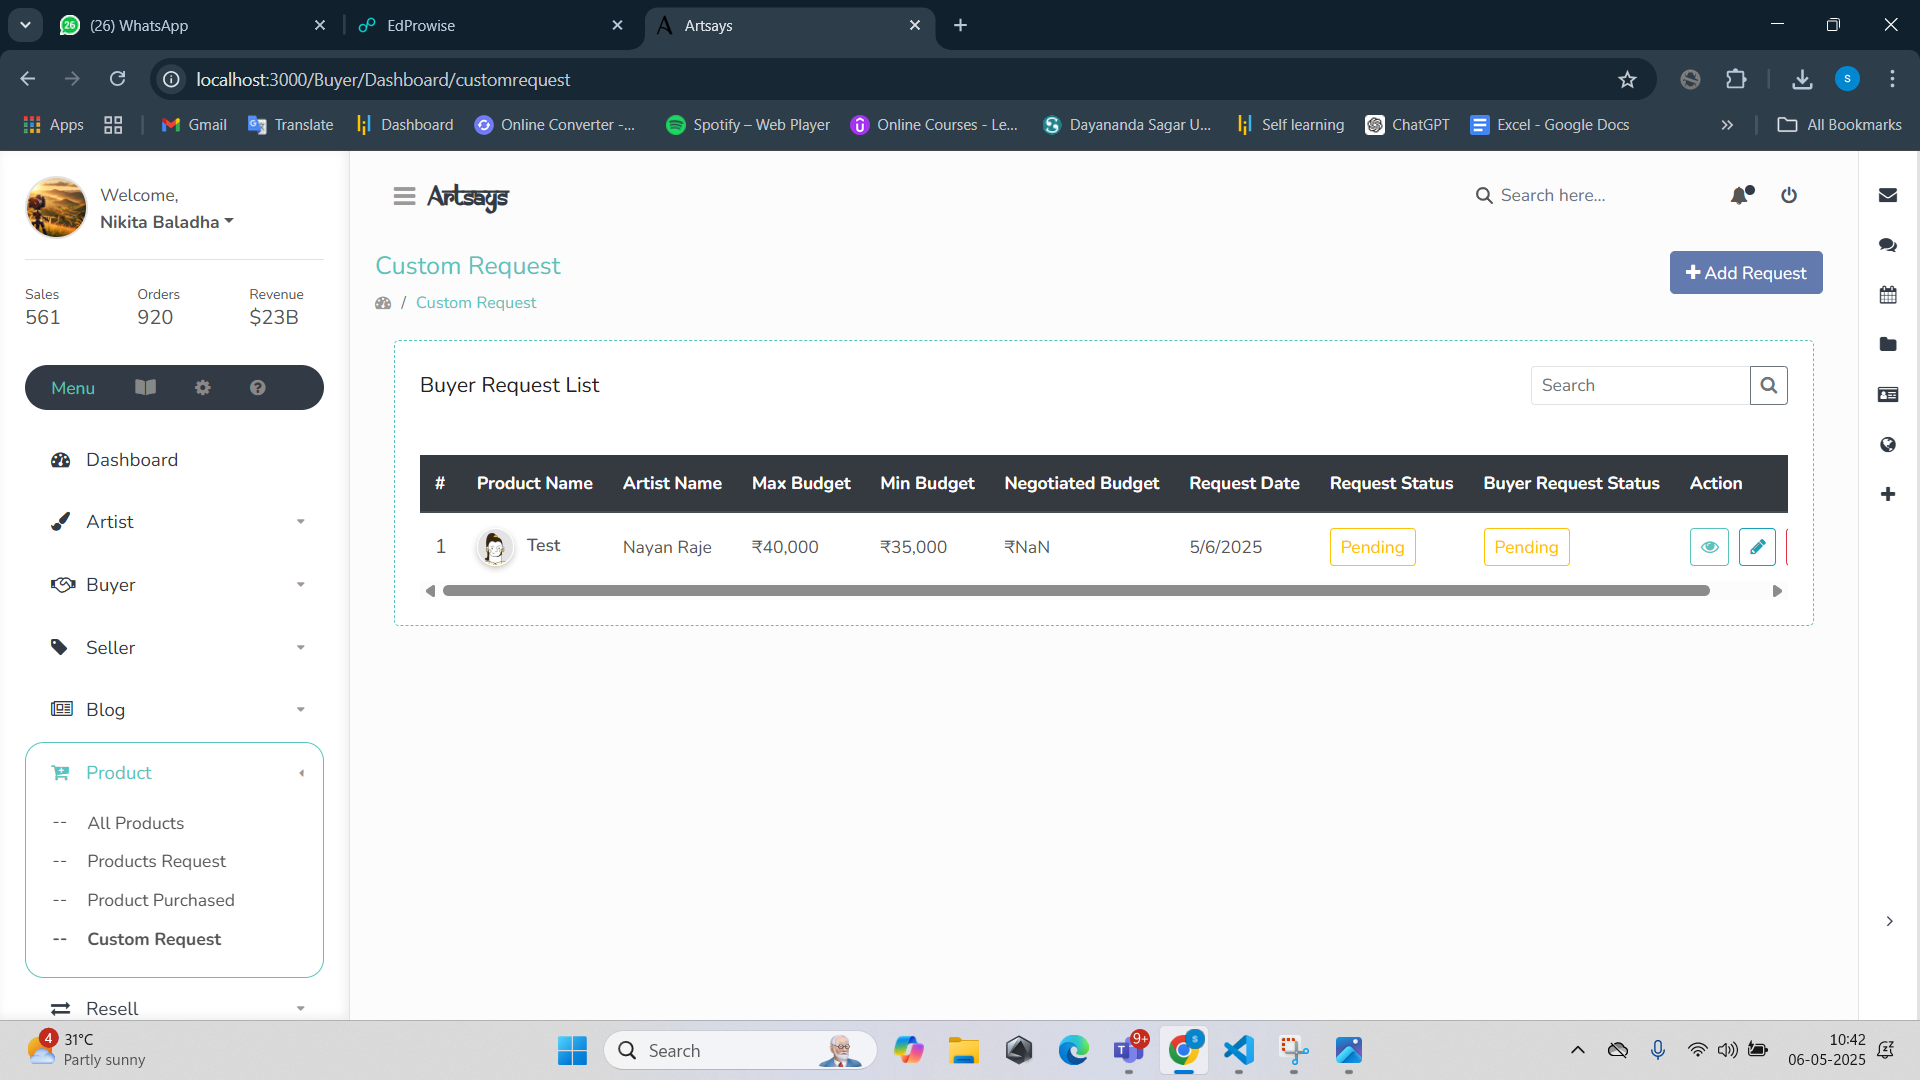 (26) WhatsApp
EdProwise
Artsays
localhost:3000/Buyer/Dashboard/customrequest
S
Apps
Gmail
Translate
Dashboard
Online Converter -...
Spotify – Web Player
Online Courses - Le...
Dayananda Sagar U...
Self learning
ChatGPT
Excel - Google Docs
All Bookmarks
Welcome,
Nikita Baladha
Sales
Orders
Revenue
561
920
$23B
Menu
Dashboard
Artist
Buyer
Seller
Blog
Product
-- All Products
-- Products Request
-- Product Purchased
-- Custom Request
Resell
Artsays
Search here...
Custom Request
/ Custom Request
Add Request
Buyer Request List
Search
# Product Name Artist Name Max Budget Min Budget Negotiated Budget Request Date Request Status Buyer Request Status Action
1 Test Nayan Raje ₹40,000 ₹35,000 ₹NaN 5/6/2025 Pending Pending
4
31°C
Partly sunny
Search
9+
10:42
06-05-2025